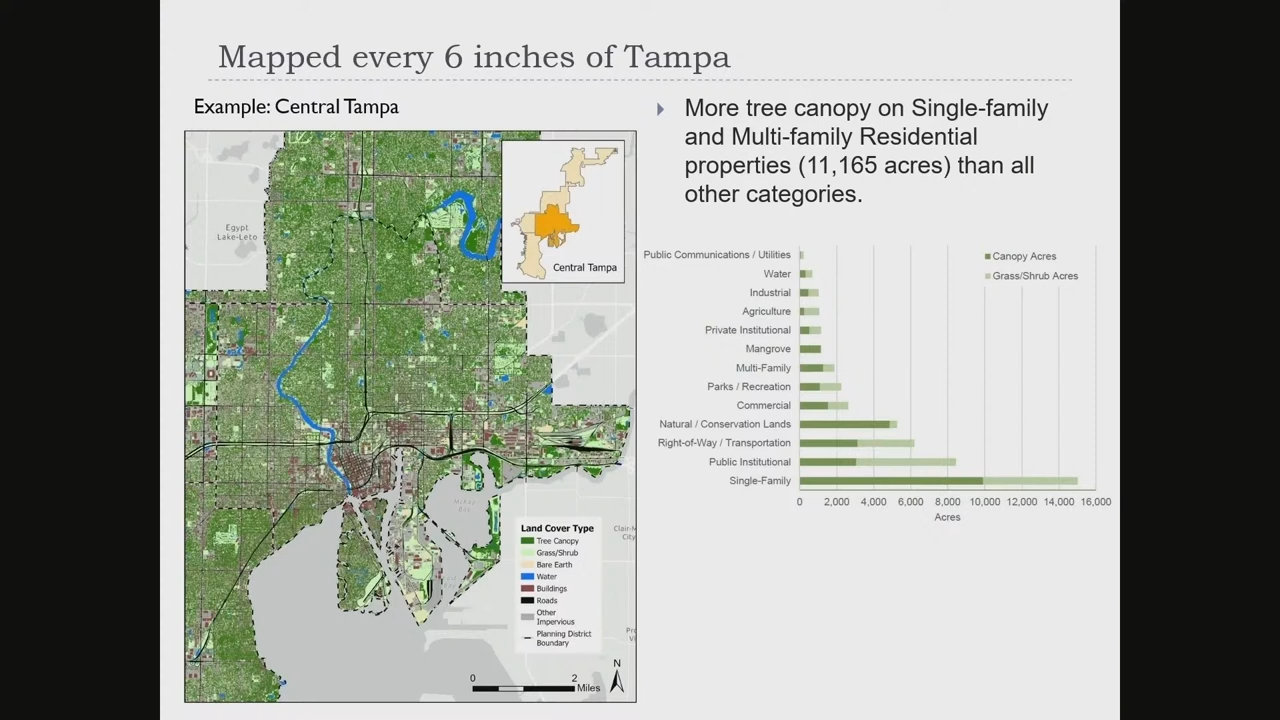 Mapped every 6 inches of Tampa
Example: Central Tampa
Egypt
Lake-Leto
Central Tampa
McKay
Bay
Clair-M
City
Land Cover Type
Tree Canopy
Grass/Shrub
Bare Earth
Water
Buildings
Roads
Other
Impervious
Planning District
Boundary
0 2
Miles
N
More tree canopy on Single-family
and Multi-family Residential
properties (11,165 acres) than all
other categories.
Public Communications / Utilities
Water
Industrial
Agriculture
Private Institutional
Mangrove
Multi-Family
Parks / Recreation
Commercial
Natural / Conservation Lands
Right-of-Way / Transportation
Public Institutional
Single-Family
Canopy Acres
Grass/Shrub Acres
0 2,000 4,000 6,000 8,000 10,000 12,000 14,000 16,000
Acres